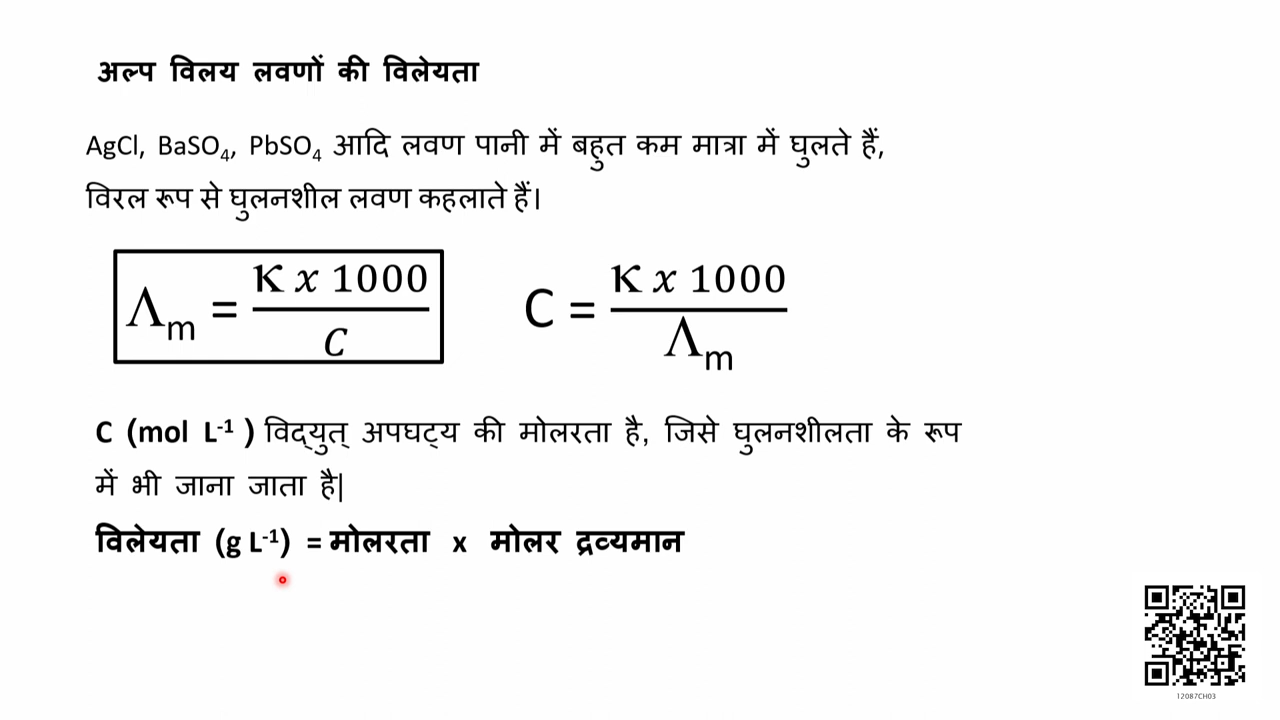 अल्प विलय लवणों की विलेयता
AgCl, BaSO₄, PbSO₄ आदि लवण पानी में बहुत कम मात्रा में घुलते हैं,
विरल रूप से घुलनशील लवण कहलाते हैं।
Λₘ = K x 1000 / C
C = K x 1000 / Λₘ
C (mol L⁻¹ ) विद्युत् अपघट्य की मोलरता है, जिसे घुलनशीलता के रूप
में भी जाना जाता है|
विलेयता (g L⁻¹) = मोलरता x मोलर द्रव्यमान
12087CH03